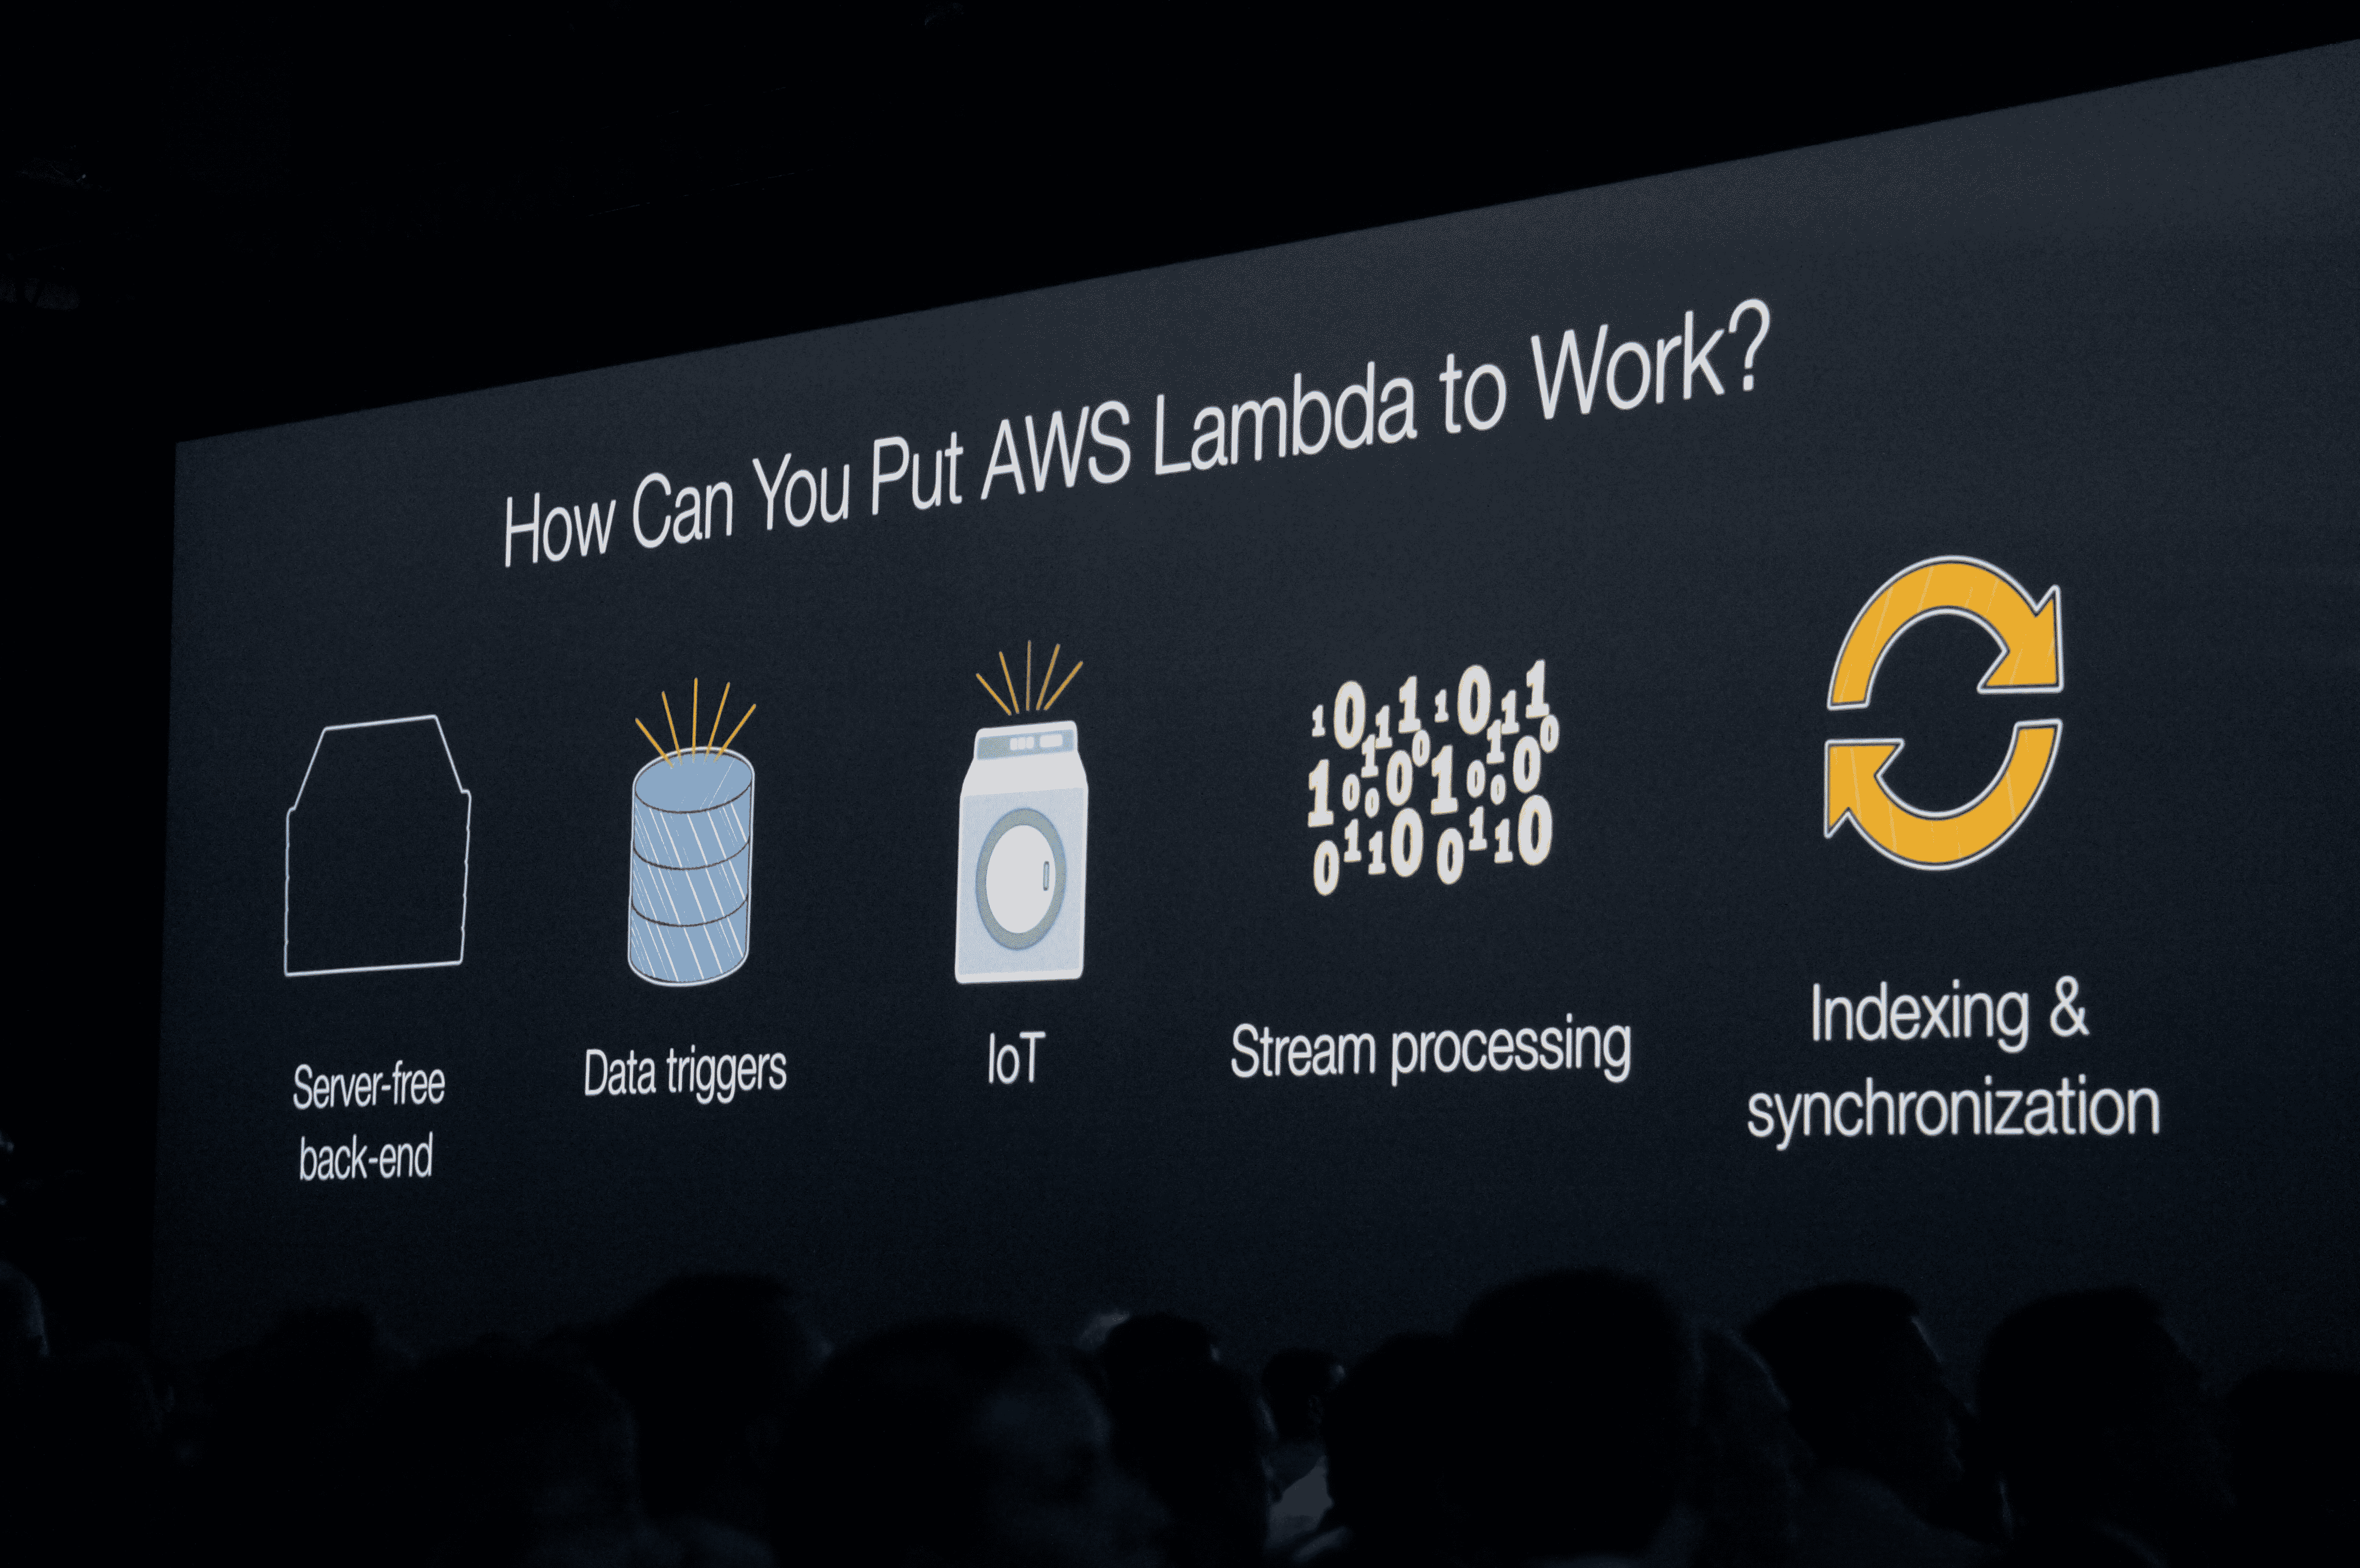 How Can You Put AWS Lambda to Work?
Server-free
back-end
Data triggers
IoT
Stream processing
Indexing &
synchronization